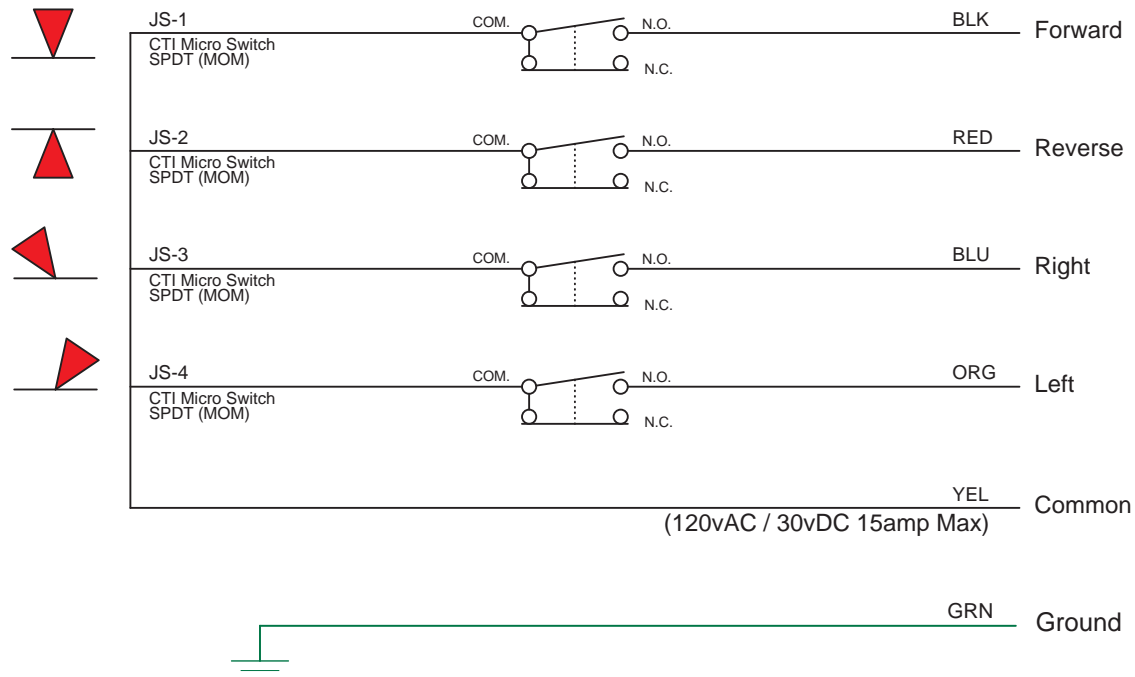 JS-1 COM. N.O. BLK Forward
CTI Micro Switch
SPDT (MOM) N.C.
JS-2 COM. N.O. RED Reverse
CTI Micro Switch
SPDT (MOM) N.C.
JS-3 COM. N.O. BLU Right
CTI Micro Switch
SPDT (MOM) N.C.
JS-4 COM. N.O. ORG Left
CTI Micro Switch
SPDT (MOM) N.C.
YEL Common
(120vAC / 30vDC 15amp Max)
GRN Ground